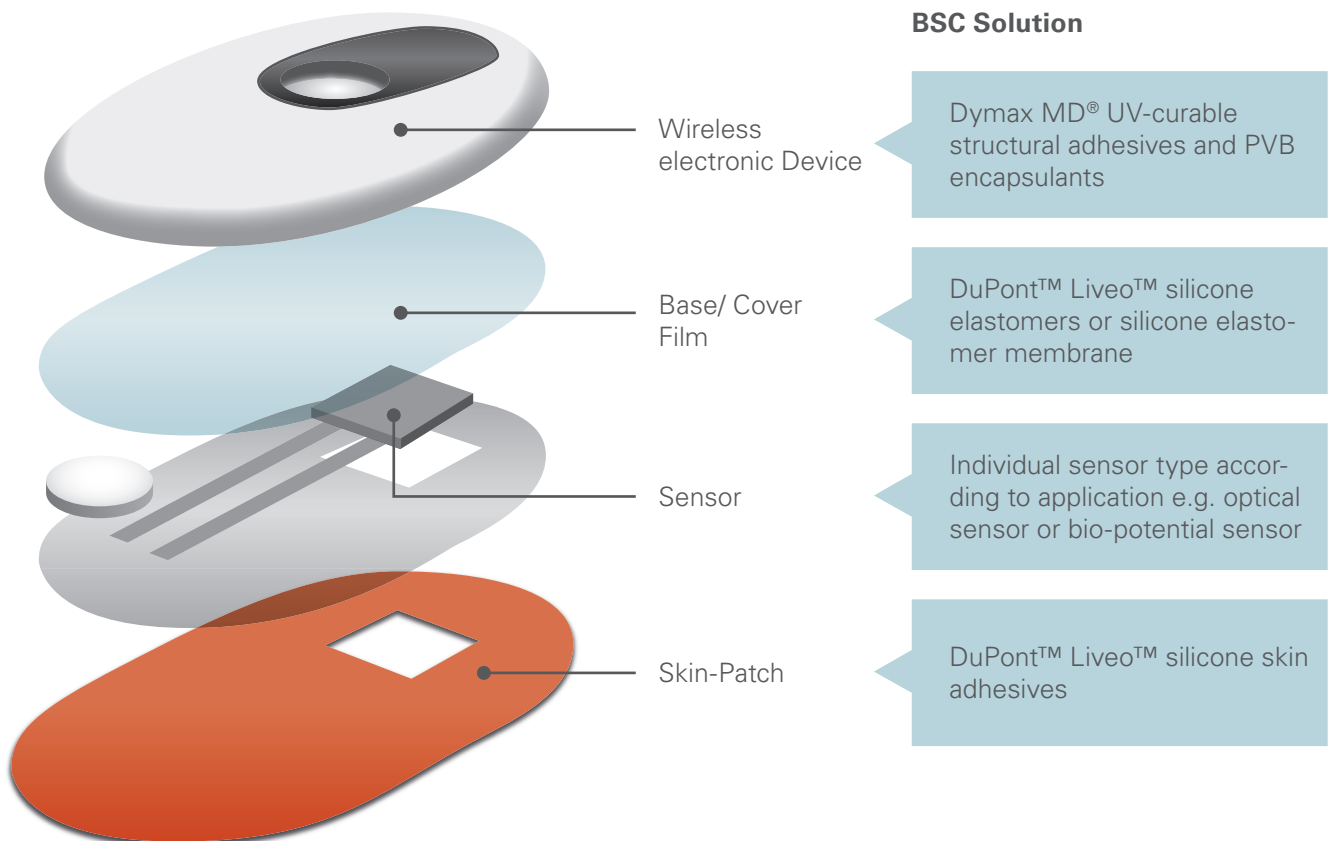 BSC Solution
Wireless
electronic Device
Dymax MD® UV-curable
structural adhesives and PVB
encapsulants
Base/ Cover
Film
DuPont™ Liveo™ silicone
elastomers or silicone elasto-
mer membrane
Sensor
Individual sensor type accor-
ding to application e.g. optical
sensor or bio-potential sensor
Skin-Patch
DuPont™ Liveo™ silicone skin
adhesives